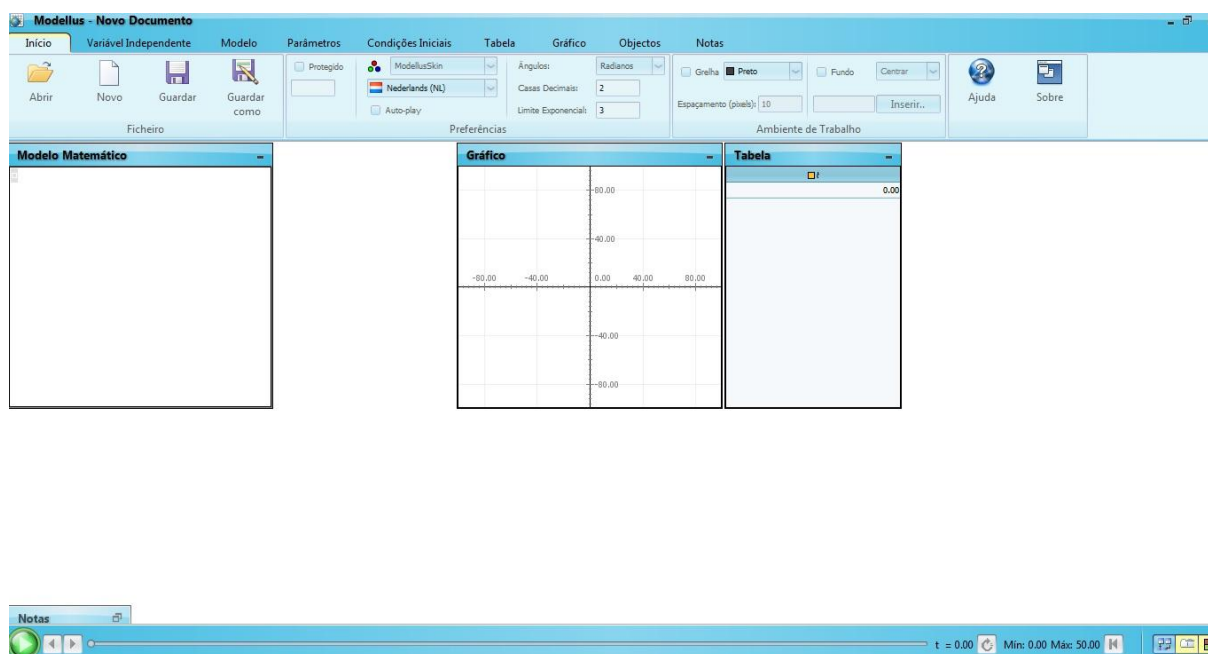 Modellus - Novo Documento
Início Variável Independente Modelo Parâmetros Condições Iniciais Tabela Gráfico Objectos Notas
Abrir Novo Guardar Guardar como
Ficheiro
Protegido ModellusSkin Ângulos: Radianos
Nederlands (NL) Casas Decimais: 2
Auto-play Limite Exponencial: 3
Preferências
Grelha Preto Fundo Centrar
Espaçamento (pixels): 10 Inserir..
Ambiente de Trabalho
Ajuda Sobre
Modelo Matemático
Gráfico
80.00
40.00
-80.00 -40.00 0.00 40.00 80.00
-40.00
-80.00
Tabela
t
0.00
Notas
t = 0.00 Mín: 0.00 Máx: 50.00